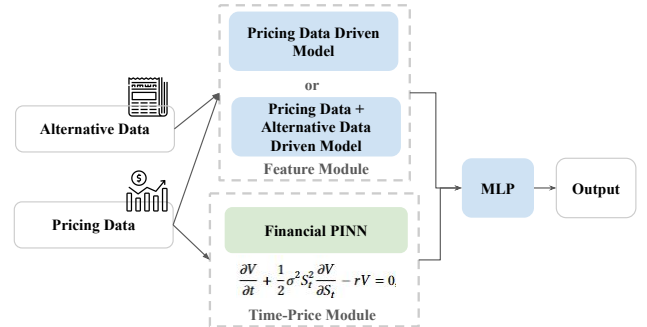 Pricing Data Driven
Model
or
Pricing Data +
Alternative Data
Driven Model
Feature Module
Alternative Data
$
Pricing Data
Financial PINN
∂V/∂t + 1/2 σ²S_t² ∂V/∂S_t − rV = 0,
Time-Price Module
MLP
Output